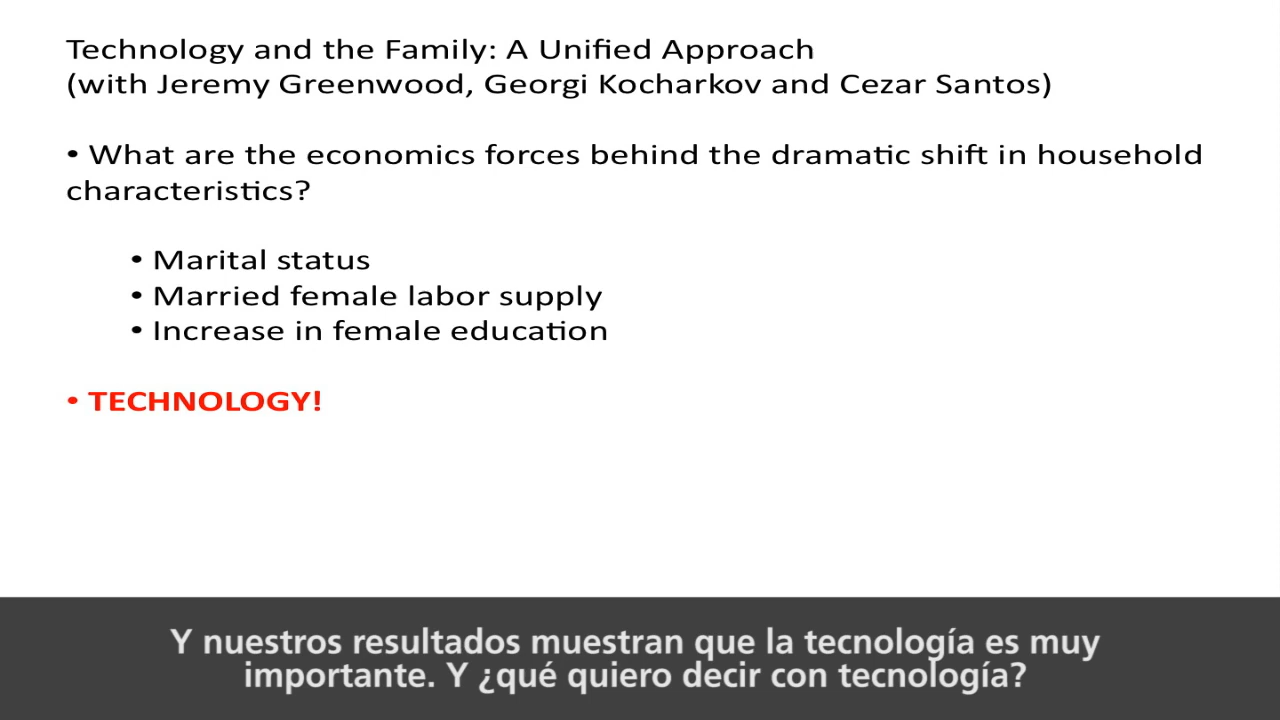 Technology and the Family: A Unified Approach
(with Jeremy Greenwood, Georgi Kocharkov and Cezar Santos)
• What are the economics forces behind the dramatic shift in household
characteristics?
• Marital status
• Married female labor supply
• Increase in female education
• TECHNOLOGY!
Y nuestros resultados muestran que la tecnología es muy
importante. Y ¿qué quiero decir con tecnología?